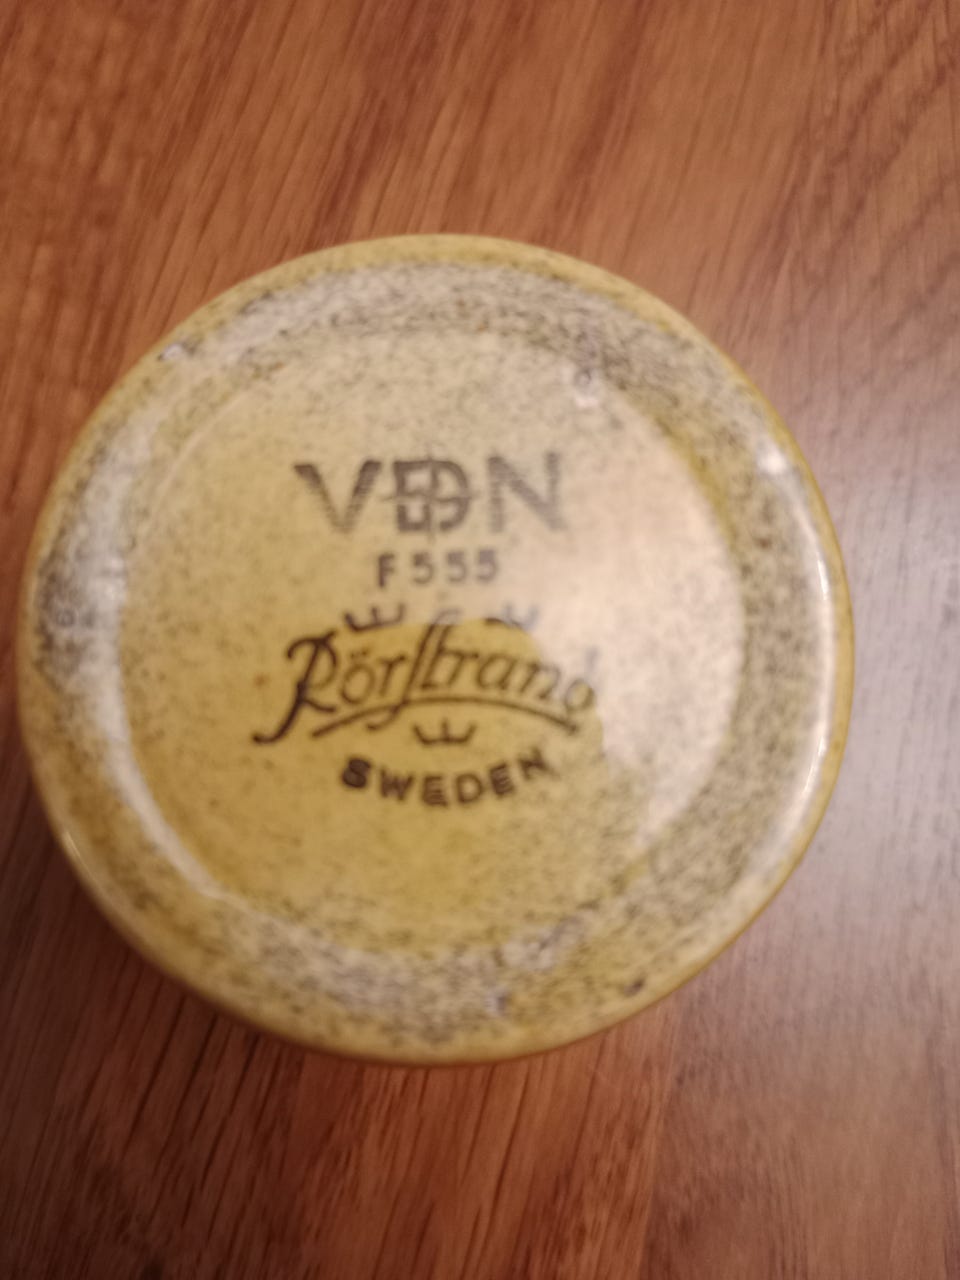 VDN
F555
Rörstrand
SWEDEN